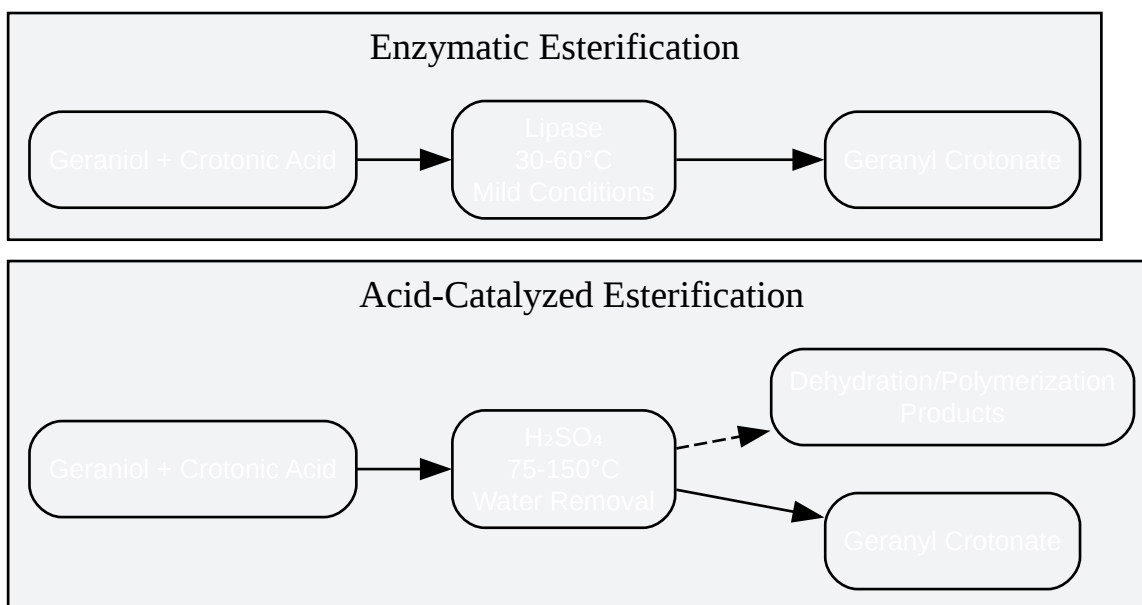 Enzymatic Esterification
Geraniol + Crotonic Acid
Lipase
30-60°C
Mild Conditions
Geranyl Crotonate
Acid-Catalyzed Esterification
Geraniol + Crotonic Acid
H₂SO₄
75-150°C
Water Removal
Dehydration/Polymerization
Products
Geranyl Crotonate